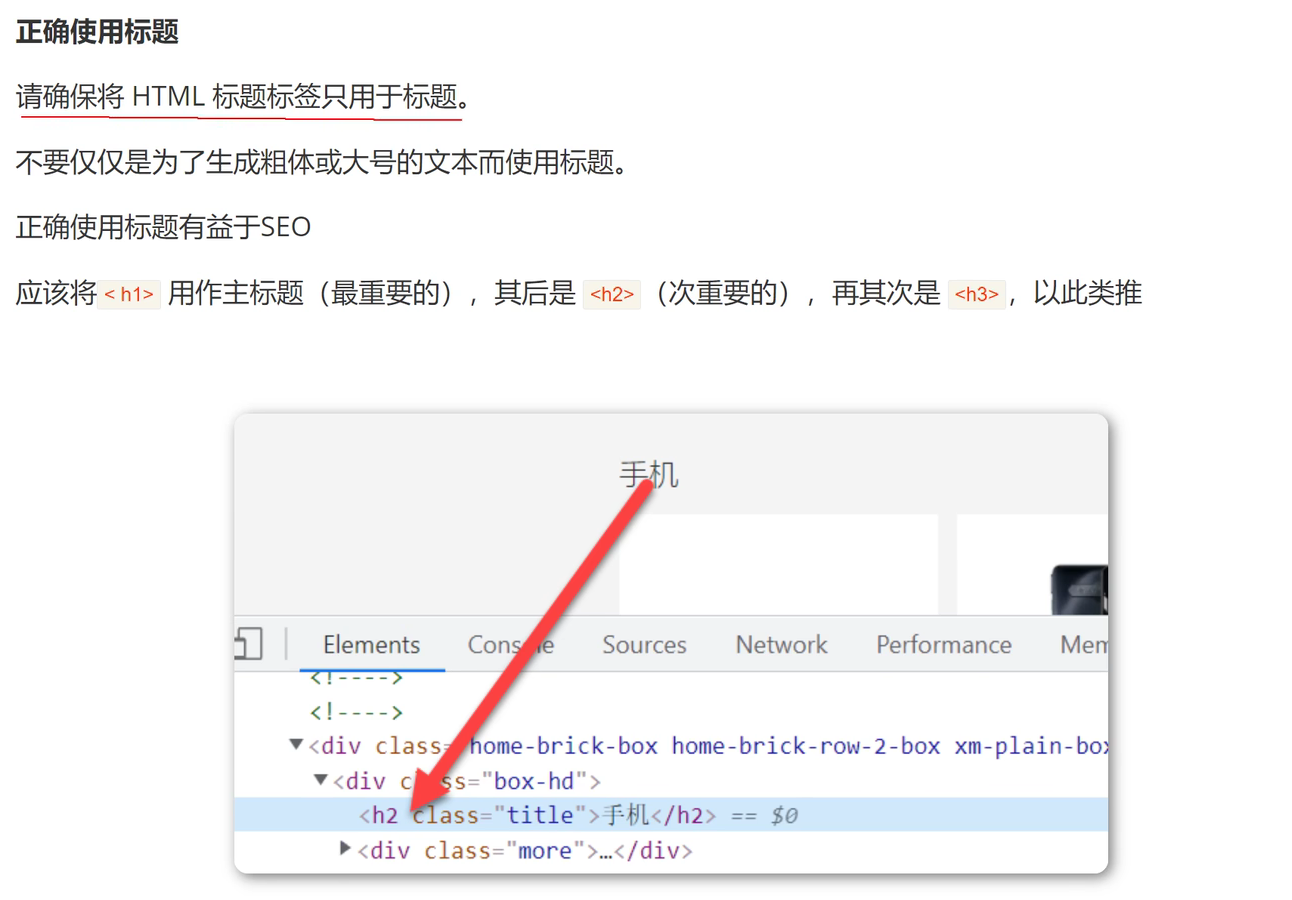 正确使用标题
请确保将 HTML 标题标签只用于标题。
不要仅仅是为了生成粗体或大号的文本而使用标题。
正确使用标题有益于SEO
应该将 < h1> 用作主标题（最重要的），其后是 <h2>（次重要的），再其次是 <h3>，以此类推
手机
Elements Console Sources Network Performance Mem
<!---->
<!---->
<div class="home-brick-box home-brick-row-2-box xm-plain-box
<div class="box-hd">
<h2 class="title">手机</h2> == $0
<div class="more">…</div>